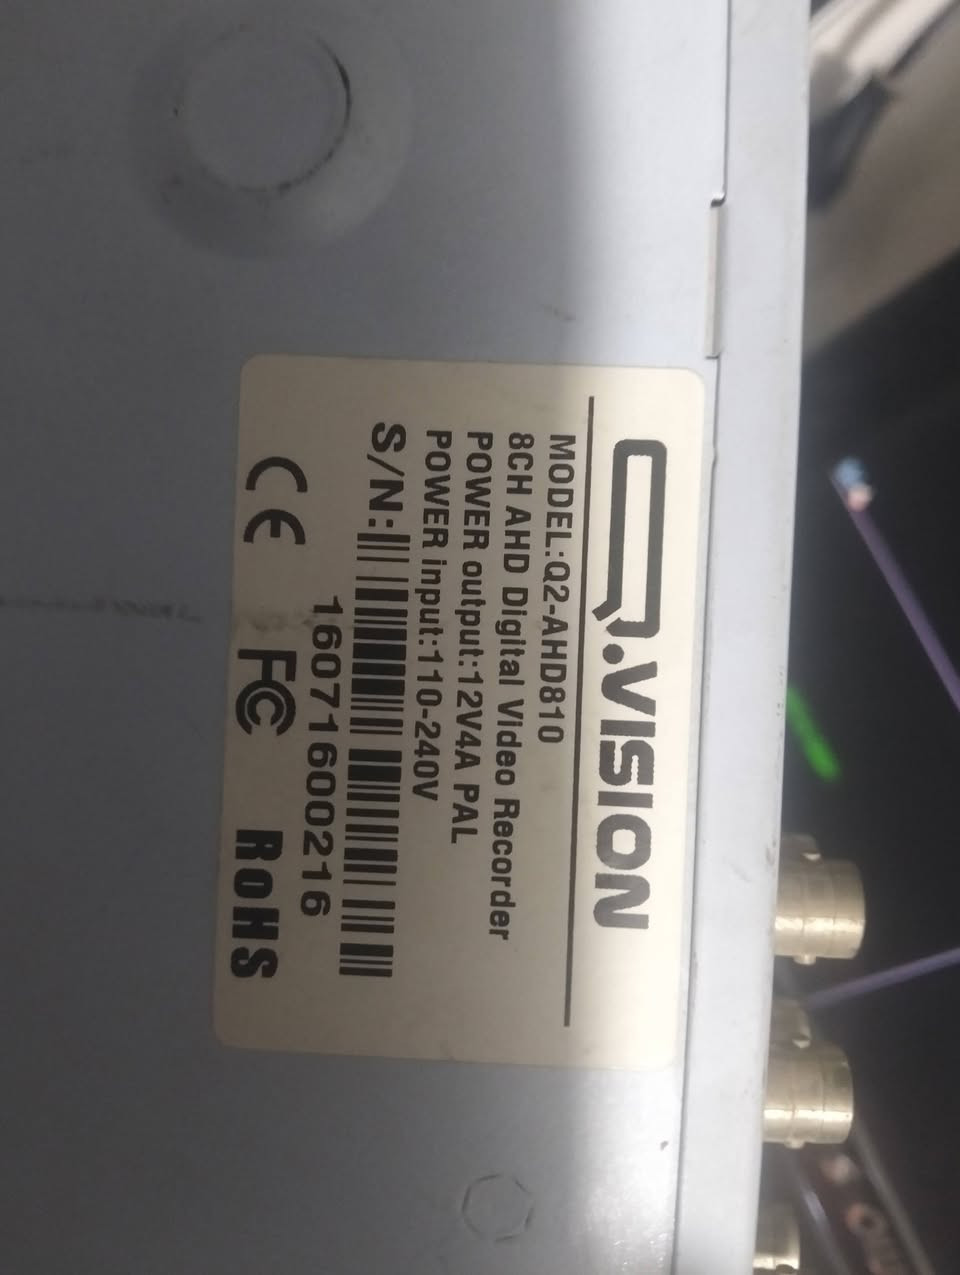 Q.VISION
MODEL:Q2-AHD810
8CH AHD Digital Video Recorder
POWER output:12V4A PAL
POWER input:110-240V
S/N:
16071600216
CE FC RoHS